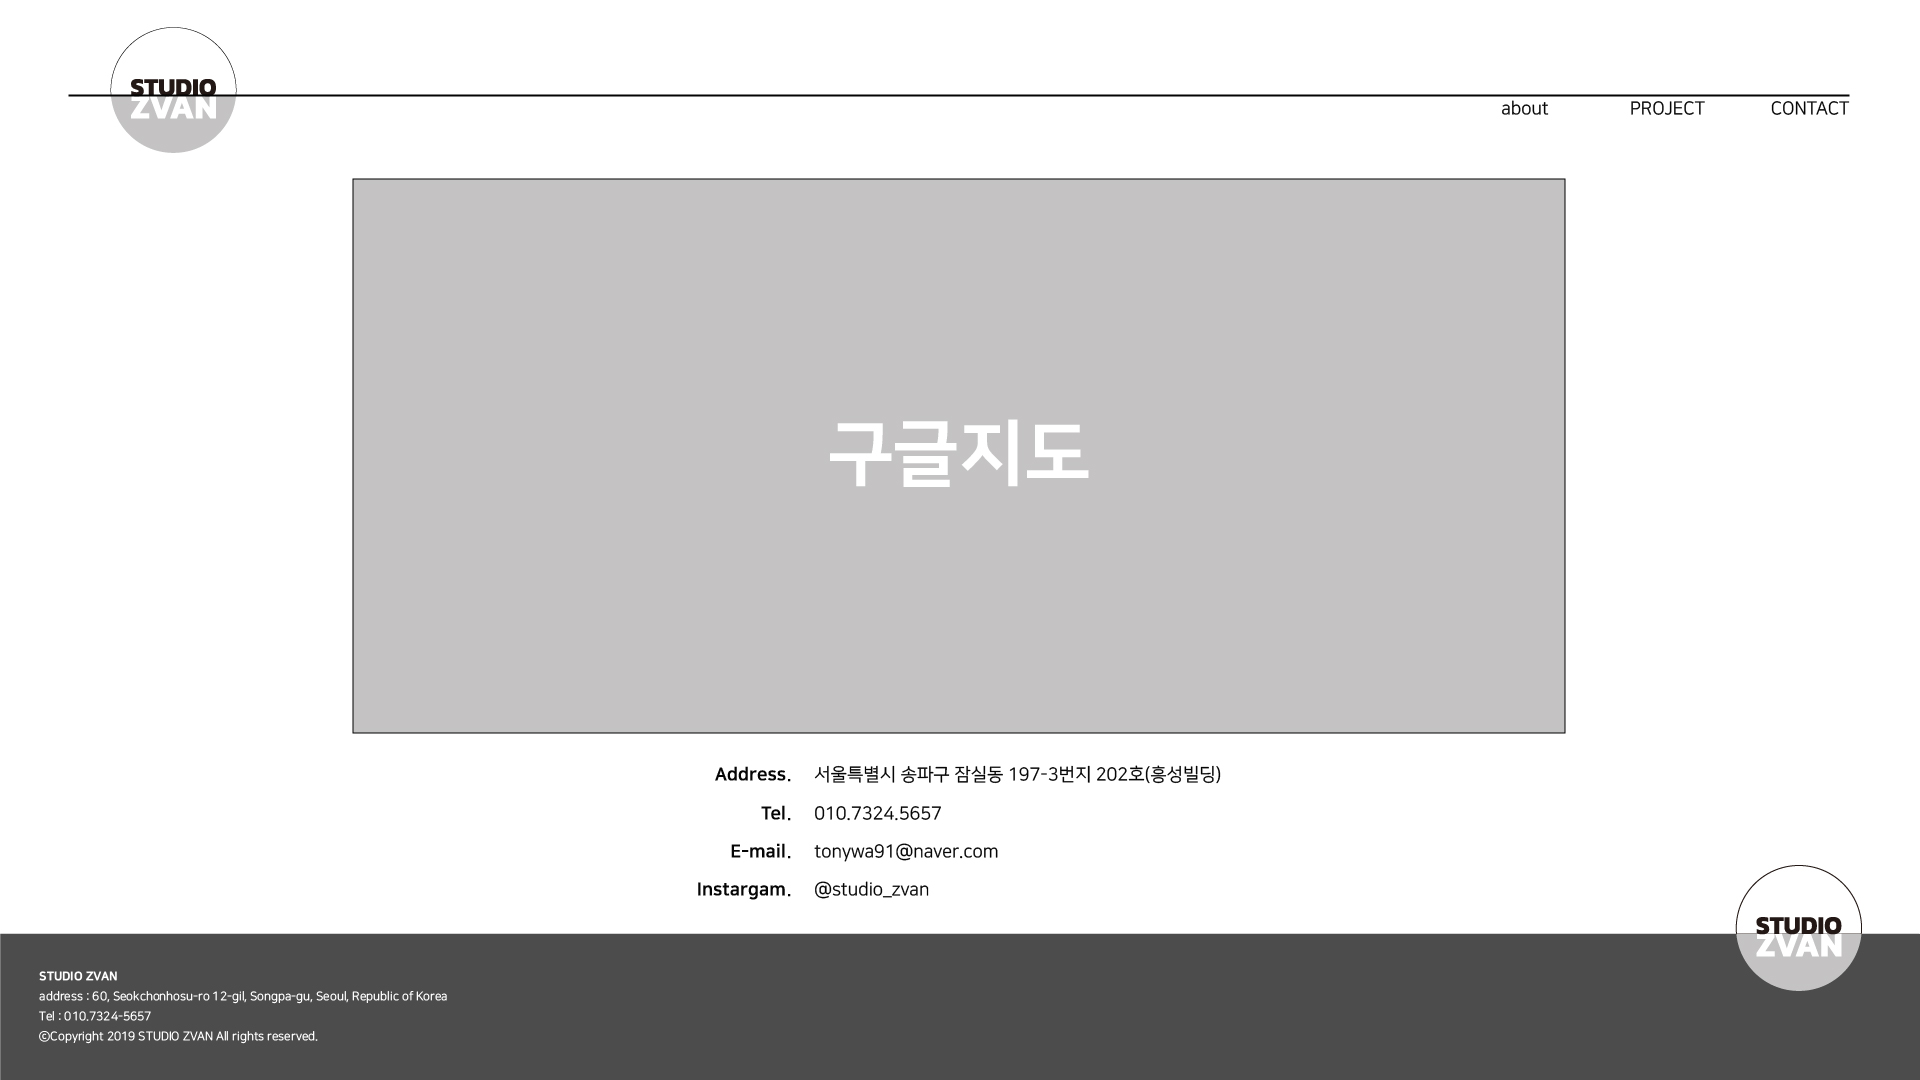 STUDIO
ZVAN
about PROJECT CONTACT
구글지도
Address. 서울특별시 송파구 잠실동 197-3번지 202호(흥성빌딩)
Tel. 010.7324.5657
E-mail. tonywa91@naver.com
Instargam. @studio_zvan
STUDIO
ZVAN
STUDIO ZVAN
address : 60, Seokchonhosu-ro 12-gil, Songpa-gu, Seoul, Republic of Korea
Tel : 010.7324-5657
©Copyright 2019 STUDIO ZVAN All rights reserved.